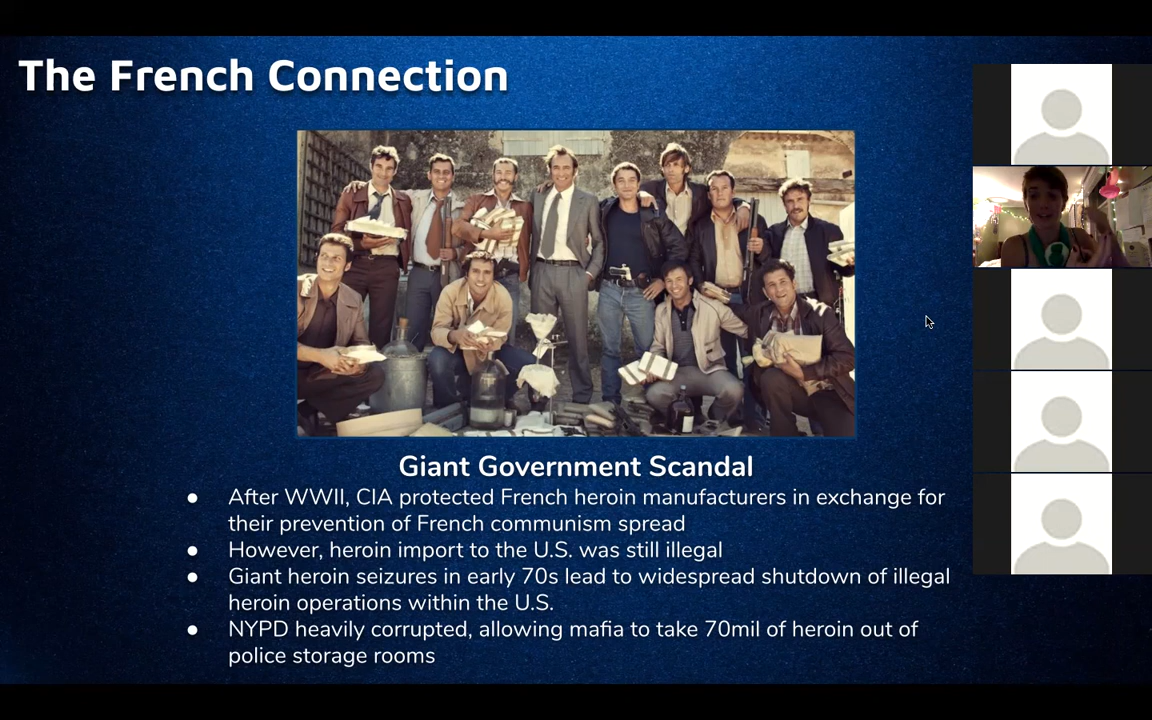 The French Connection
Giant Government Scandal
● After WWII, CIA protected French heroin manufacturers in exchange for
their prevention of French communism spread
● However, heroin import to the U.S. was still illegal
● Giant heroin seizures in early 70s lead to widespread shutdown of illegal
heroin operations within the U.S.
● NYPD heavily corrupted, allowing mafia to take 70mil of heroin out of
police storage rooms